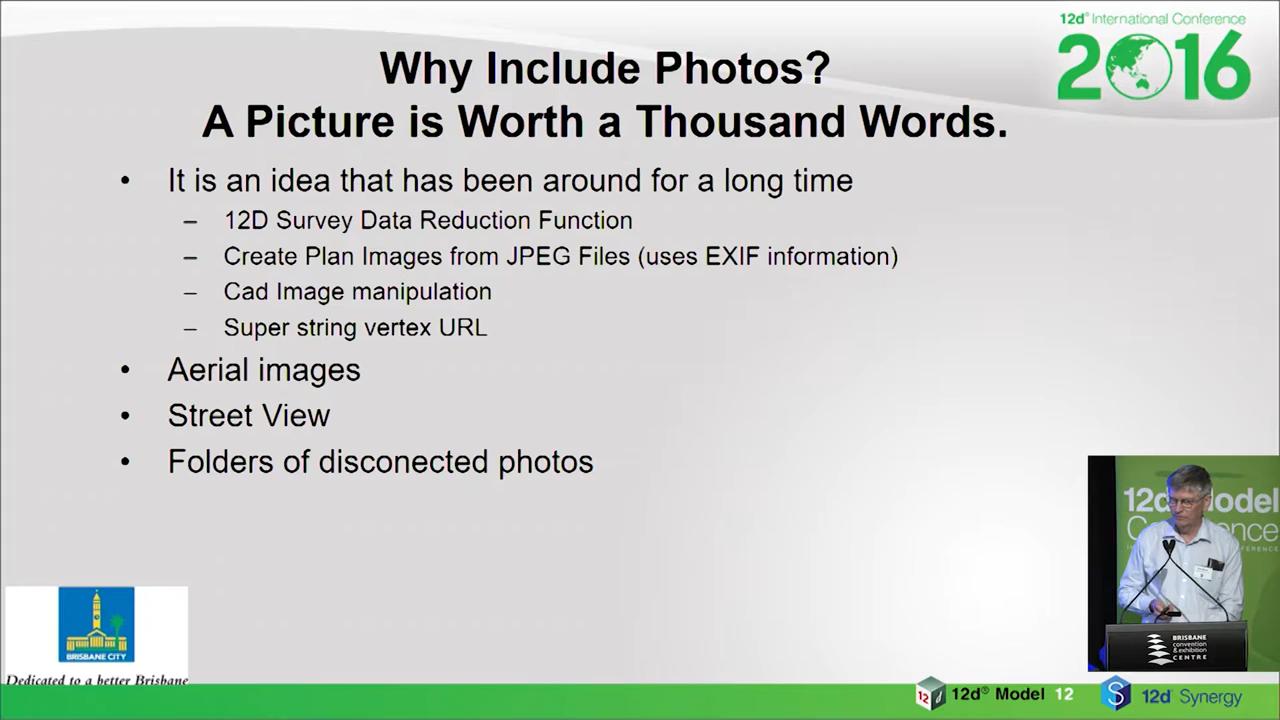 12d® International Conference
2016
Why Include Photos?
A Picture is Worth a Thousand Words.
• It is an idea that has been around for a long time
– 12D Survey Data Reduction Function
– Create Plan Images from JPEG Files (uses EXIF information)
– Cad Image manipulation
– Super string vertex URL
• Aerial images
• Street View
• Folders of disconected photos
12d Model
Conference
BRISBANE
convention
& exhibition
CENTRE
BRISBANE CITY
Dedicated to a better Brisbane
12d® Model 12
12d® Synergy